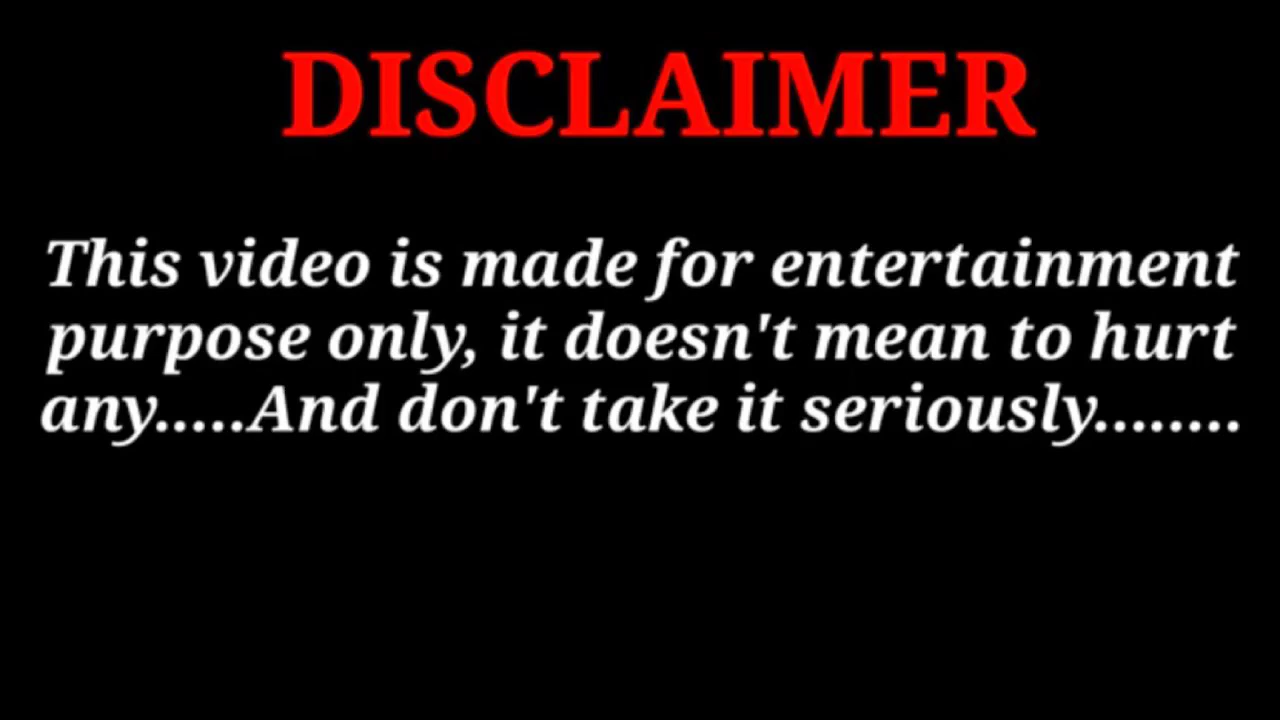 DISCLAIMER
This video is made for entertainment
purpose only, it doesn't mean to hurt
any.....And don't take it seriously........